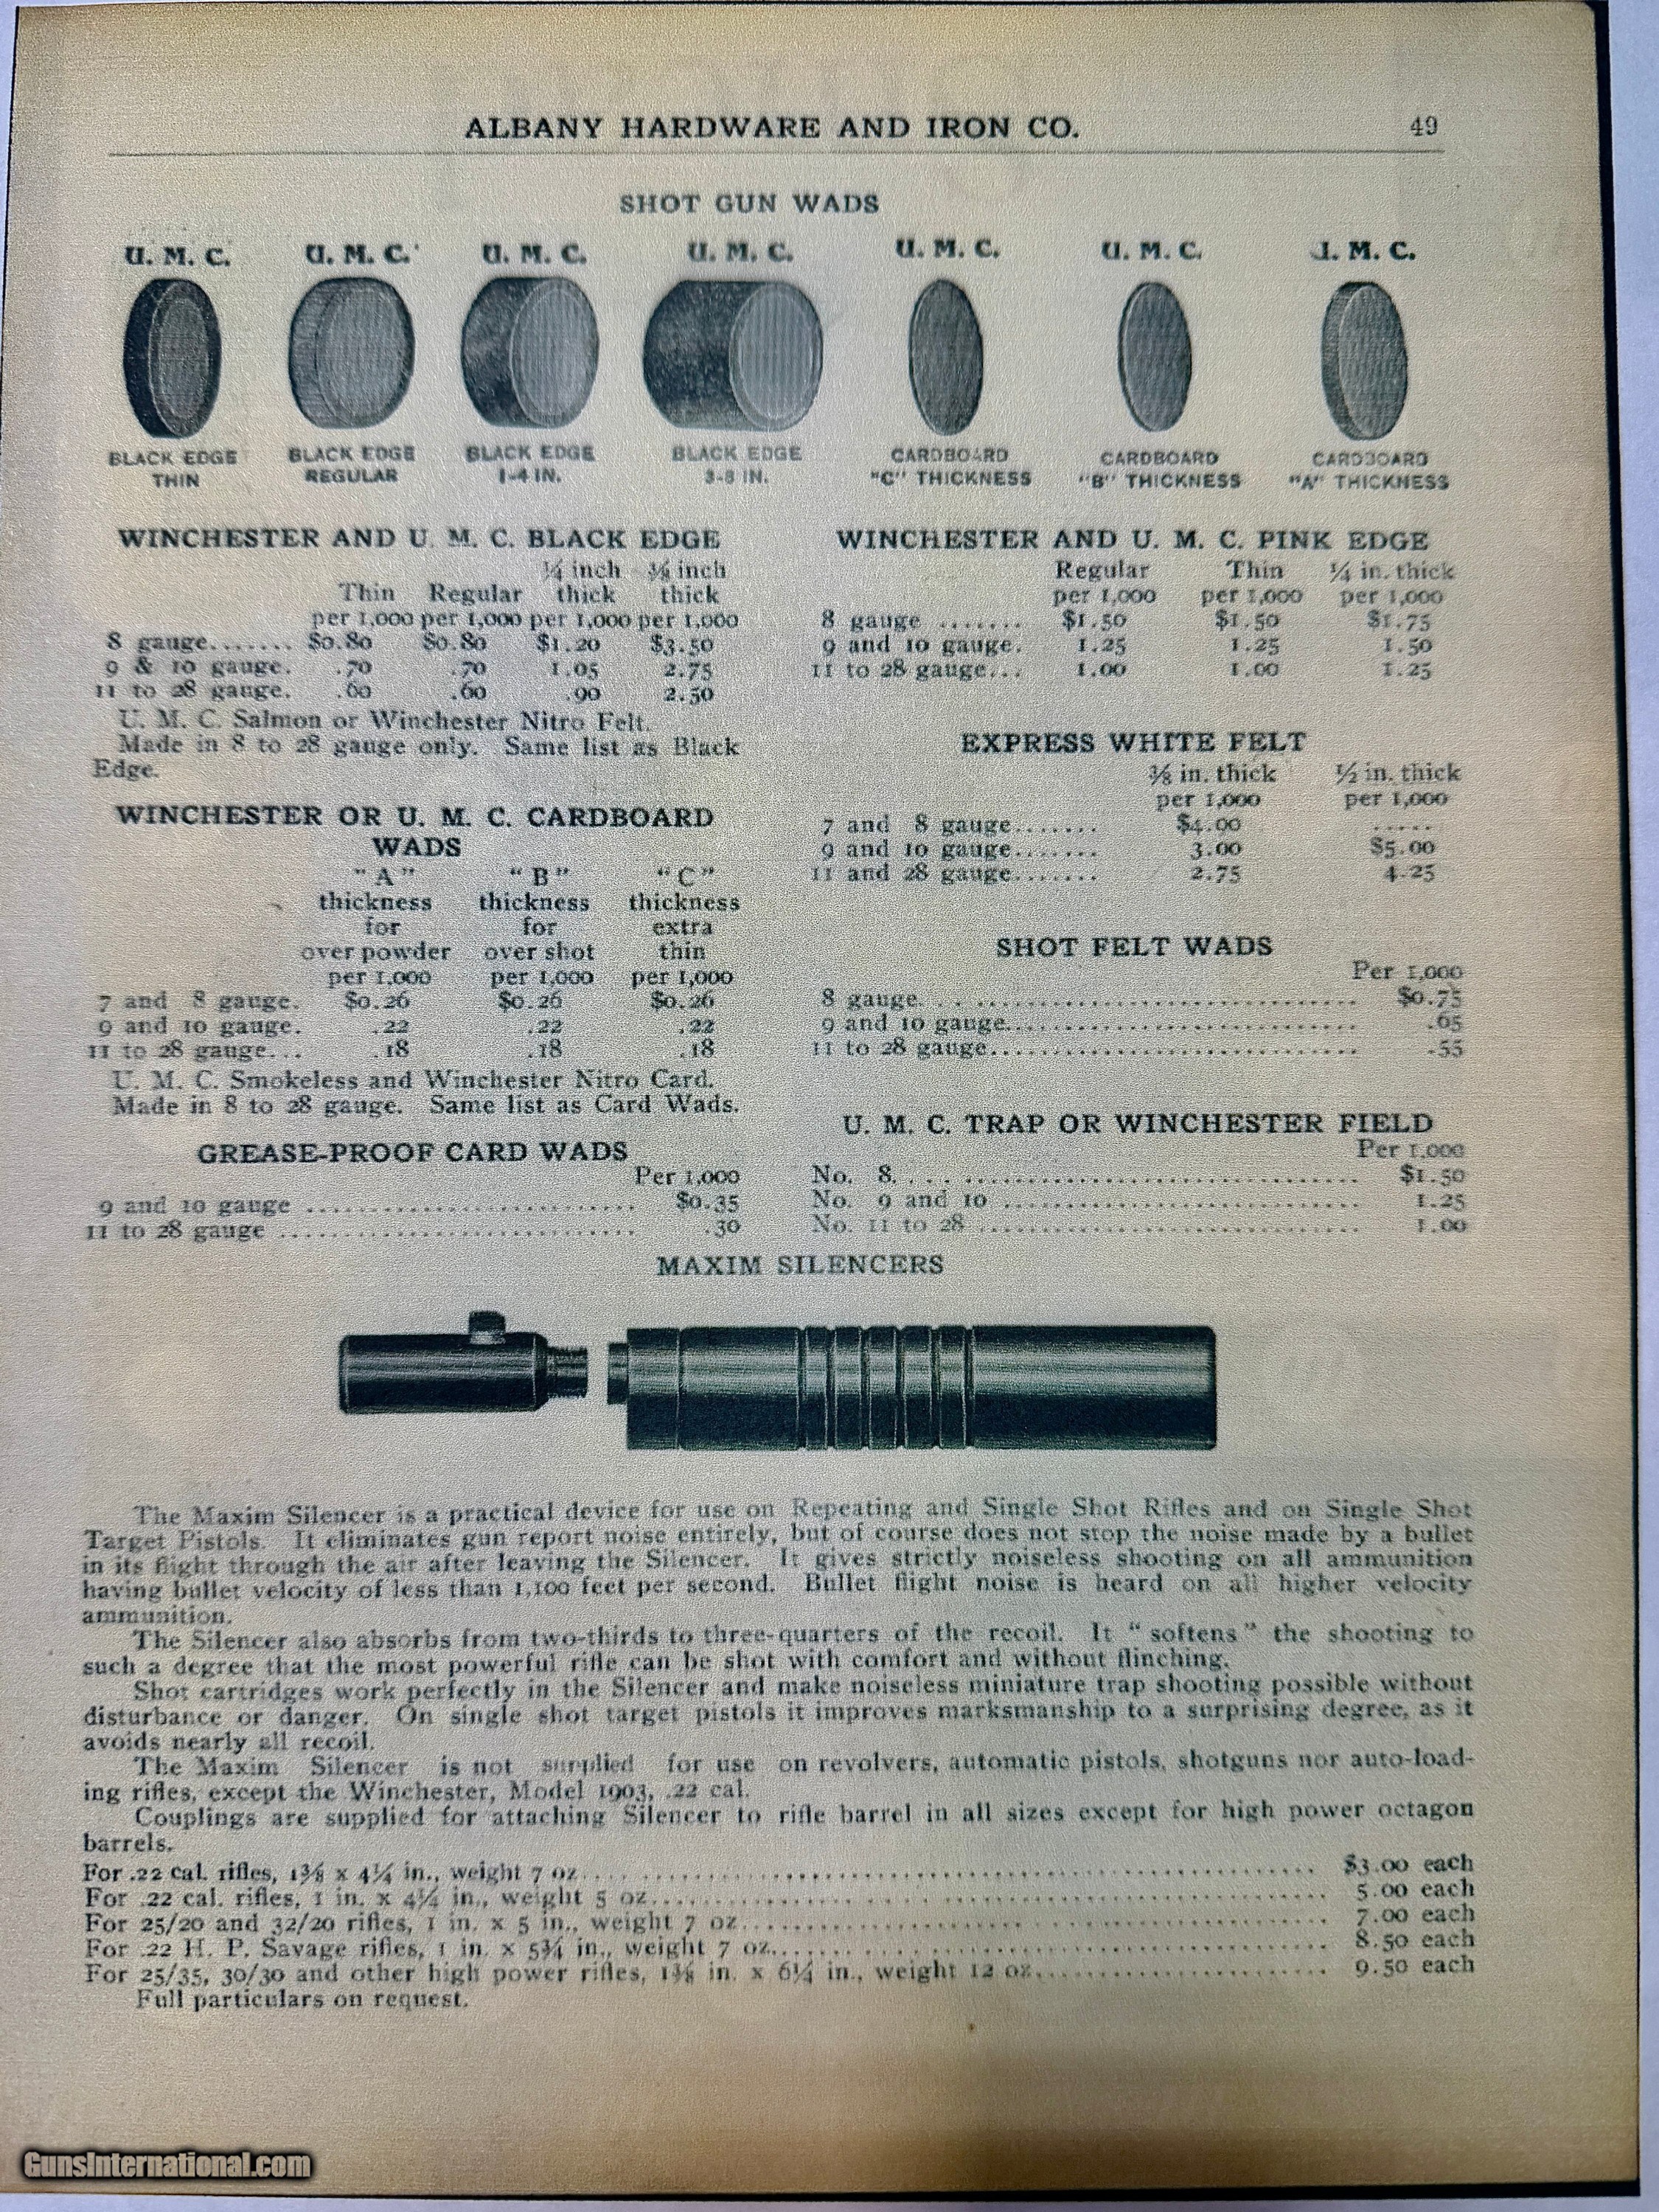 ALBANY HARDWARE AND IRON CO. 49
SHOT GUN WADS
U. M. C. U. M. C. U. M. C. U. M. C. U. M. C. U. M. C. U. M. C.
BLACK EDGE THIN
BLACK EDGE REGULAR
BLACK EDGE 1-4 IN.
BLACK EDGE 3-8 IN.
CARDBOARD "C" THICKNESS
CARDBOARD "B" THICKNESS
CARDBOARD "A" THICKNESS
WINCHESTER AND U. M. C. BLACK EDGE
¼ inch ⅜ inch
Thin Regular thick thick
per 1,000 per 1,000 per 1,000 per 1,000
8 gauge....... $0.80 $0.80 $1.20 $3.50
9 & 10 gauge. .70 .70 1.05 2.75
11 to 28 gauge. .60 .60 .90 2.50
U. M. C. Salmon or Winchester Nitro Felt.
Made in 8 to 28 gauge only. Same list as Black
Edge.
WINCHESTER OR U. M. C. CARDBOARD
WADS
"A" "B" "C"
thickness thickness thickness
for for extra
over powder over shot thin
per 1,000 per 1,000 per 1,000
7 and 8 gauge. $0.26 $0.26 $0.26
9 and 10 gauge. .22 .22 .22
11 to 28 gauge... .18 .18 .18
U. M. C. Smokeless and Winchester Nitro Card.
Made in 8 to 28 gauge. Same list as Card Wads.
GREASE-PROOF CARD WADS
Per 1,000
9 and 10 gauge .............................. $0.35
11 to 28 gauge .............................. .30
WINCHESTER AND U. M. C. PINK EDGE
Regular Thin ¼ in. thick
per 1,000 per 1,000 per 1,000
8 gauge ....... $1.50 $1.50 $1.75
9 and 10 gauge. 1.25 1.25 1.50
11 to 28 gauge... 1.00 1.00 1.25
EXPRESS WHITE FELT
⅜ in. thick ½ in. thick
per 1,000 per 1,000
7 and 8 gauge....... $4.00 .....
9 and 10 gauge....... 3.00 $5.00
11 and 28 gauge....... 2.75 4.25
SHOT FELT WADS
Per 1,000
8 gauge.................................. $0.75
9 and 10 gauge.............................. .65
11 to 28 gauge.............................. .55
U. M. C. TRAP OR WINCHESTER FIELD
Per 1,000
No. 8.................................. $1.50
No. 9 and 10 .............................. 1.25
No. 11 to 28 .............................. 1.00
MAXIM SILENCERS
The Maxim Silencer is a practical device for use on Repeating and Single Shot Rifles and on Single Shot
Target Pistols. It eliminates gun report noise entirely, but of course does not stop the noise made by a bullet
in its flight through the air after leaving the Silencer. It gives strictly noiseless shooting on all ammunition
having bullet velocity of less than 1,100 feet per second. Bullet flight noise is heard on all higher velocity
ammunition.
The Silencer also absorbs from two-thirds to three-quarters of the recoil. It "softens" the shooting to
such a degree that the most powerful rifle can be shot with comfort and without flinching.
Shot cartridges work perfectly in the Silencer and make noiseless miniature trap shooting possible without
disturbance or danger. On single shot target pistols it improves marksmanship to a surprising degree, as it
avoids nearly all recoil.
The Maxim Silencer is not supplied for use on revolvers, automatic pistols, shotguns nor auto-load-
ing rifles, except the Winchester, Model 1903, .22 cal.
Couplings are supplied for attaching Silencer to rifle barrel in all sizes except for high power octagon
barrels.
For .22 cal. rifles, 1⅜ x 4¼ in., weight 7 oz.............................. $3.00 each
For .22 cal. rifles, 1 in. x 4¼ in., weight 5 oz.............................. 5.00 each
For 25/20 and 32/20 rifles, 1 in. x 5 in., weight 7 oz.............................. 7.00 each
For .22 H. P. Savage rifles, 1 in. x 5¾ in., weight 7 oz.............................. 8.50 each
For 25/35, 30/30 and other high power rifles, 1⅜ in. x 6¼ in., weight 12 oz.................... 9.50 each
Full particulars on request.
GunsInternational.com